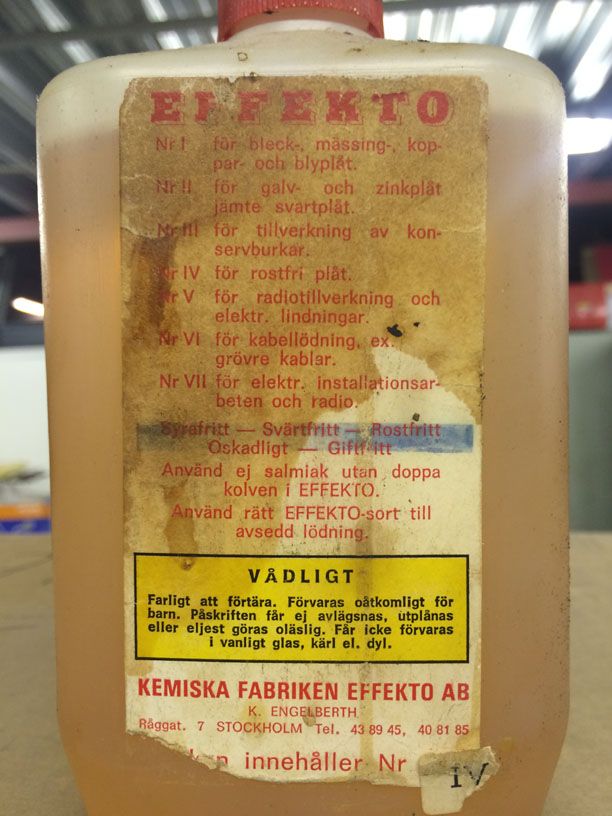 EFFEKTO
Nr I för bleck-, mässing-, kop-
par- och blyplåt.
Nr II för galv- och zinkplåt
jämte svartplåt.
Nr III för tillverkning av kon-
servburkar.
Nr IV för rostfri plåt.
Nr V för radiotillverkning och
elektr. lindningar.
Nr VI för kabellödning, ex.
grövre kablar.
Nr VII för elektr. installationsar-
beten och radio.
Syrafritt — Svärtfritt — Rostfritt
Oskadligt — Giftfritt
Använd ej salmiak utan doppa
kolven i EFFEKTO.
Använd rätt EFFEKTO-sort till
avsedd lödning.
VÅDLIGT
Farligt att förtära. Förvaras oåtkomligt för
barn. Påskriften får ej avlägsnas, utplånas
eller eljest göras oläslig. Får icke förvaras
i vanligt glas, kärl el. dyl.
KEMISKA FABRIKEN EFFEKTO AB
K. ENGELBERTH
Råggat. 7 STOCKHOLM Tel. 43 89 45, 40 81 85
innehåller Nr IV